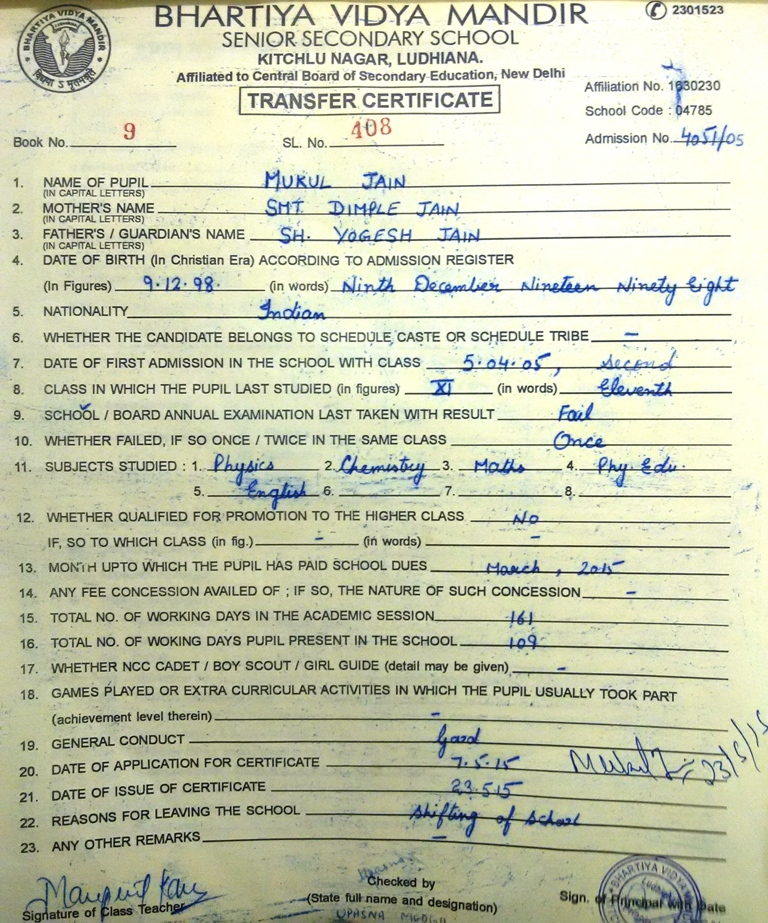 BHARTIYA VIDYA MANDIR
2301523
SENIOR SECONDARY SCHOOL
KITCHLU NAGAR, LUDHIANA.
Affiliated to Central Board of Secondary Education, New Delhi
Affiliation No. 1630230
TRANSFER CERTIFICATE
School Code : 04785
Book No. 9 SL. No. 408 Admission No. 4051/05
1. NAME OF PUPIL MUKUL JAIN
(IN CAPITAL LETTERS)
2. MOTHER'S NAME SMT. DIMPLE JAIN
(IN CAPITAL LETTERS)
3. FATHER'S / GUARDIAN'S NAME SH. YOGESH JAIN
(IN CAPITAL LETTERS)
4. DATE OF BIRTH (In Christian Era) ACCORDING TO ADMISSION REGISTER
(In Figures) 9.12.98. (in words) Ninth December Nineteen Ninety Eight
5. NATIONALITY Indian
6. WHETHER THE CANDIDATE BELONGS TO SCHEDULE CASTE OR SCHEDULE TRIBE –
7. DATE OF FIRST ADMISSION IN THE SCHOOL WITH CLASS 5.04.05, second
8. CLASS IN WHICH THE PUPIL LAST STUDIED (in figures) XI (in words) Eleventh
9. SCHOOL / BOARD ANNUAL EXAMINATION LAST TAKEN WITH RESULT Fail
10. WHETHER FAILED, IF SO ONCE / TWICE IN THE SAME CLASS Once
11. SUBJECTS STUDIED : 1. Physics 2. Chemistry 3. Maths 4. Phy. Edu.
5. English 6. 7. 8.
12. WHETHER QUALIFIED FOR PROMOTION TO THE HIGHER CLASS No
IF, SO TO WHICH CLASS (in fig.) – (in words) –
13. MONTH UPTO WHICH THE PUPIL HAS PAID SCHOOL DUES March, 2015
14. ANY FEE CONCESSION AVAILED OF ; IF SO, THE NATURE OF SUCH CONCESSION –
15. TOTAL NO. OF WORKING DAYS IN THE ACADEMIC SESSION 161
16. TOTAL NO. OF WOKING DAYS PUPIL PRESENT IN THE SCHOOL 109
17. WHETHER NCC CADET / BOY SCOUT / GIRL GUIDE (detail may be given) –
18. GAMES PLAYED OR EXTRA CURRICULAR ACTIVITIES IN WHICH THE PUPIL USUALLY TOOK PART
(achievement level therein) –
19. GENERAL CONDUCT Good
20. DATE OF APPLICATION FOR CERTIFICATE 7.5.15
23/5/15
21. DATE OF ISSUE OF CERTIFICATE 23.5.15
22. REASONS FOR LEAVING THE SCHOOL Shifting of School
23. ANY OTHER REMARKS –
Signature of Class Teacher
Checked by
(State full name and designation)
UPASNA
Sign. of Principal with Date
BHARTIYA VIDYA MANDIR